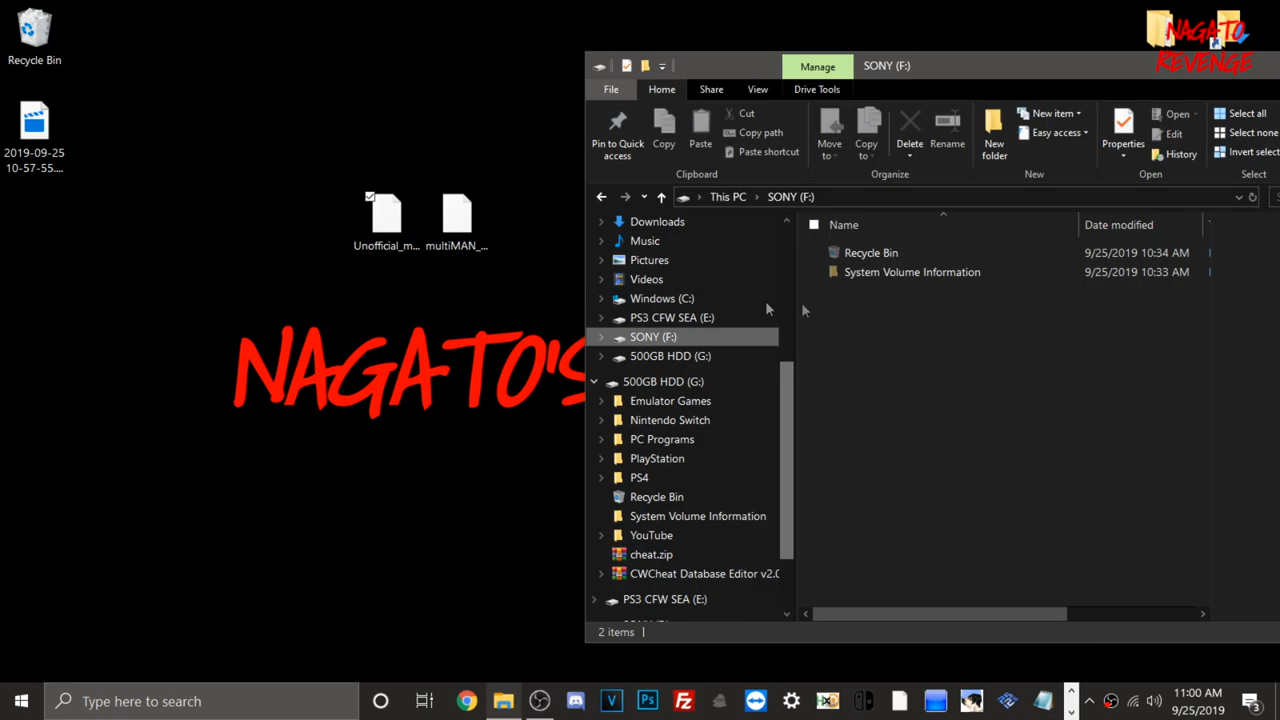 Recycle Bin
2019-09-25
10-57-55....
Unofficial_m...
multiMAN_...
NAGATO'S
NAGATO
REVENGE
Manage
SONY (F:)
File
Home
Share
View
Drive Tools
Pin to Quick
access
Copy
Paste
Cut
Copy path
Paste shortcut
Clipboard
Move
to
Copy
to
Delete
Rename
Organize
New
folder
New item
Easy access
New
Properties
Open
Edit
History
Open
Select all
Select none
Invert select
Select
This PC > SONY (F:)
Downloads
Music
Pictures
Videos
Windows (C:)
PS3 CFW SEA (E:)
SONY (F:)
500GB HDD (G:)
500GB HDD (G:)
Emulator Games
Nintendo Switch
PC Programs
PlayStation
PS4
Recycle Bin
System Volume Information
YouTube
cheat.zip
CWCheat Database Editor v2.0
PS3 CFW SEA (E:)
Name
Date modified
Recycle Bin
9/25/2019 10:34 AM
System Volume Information
9/25/2019 10:33 AM
2 items
Type here to search
11:00 AM
9/25/2019
3